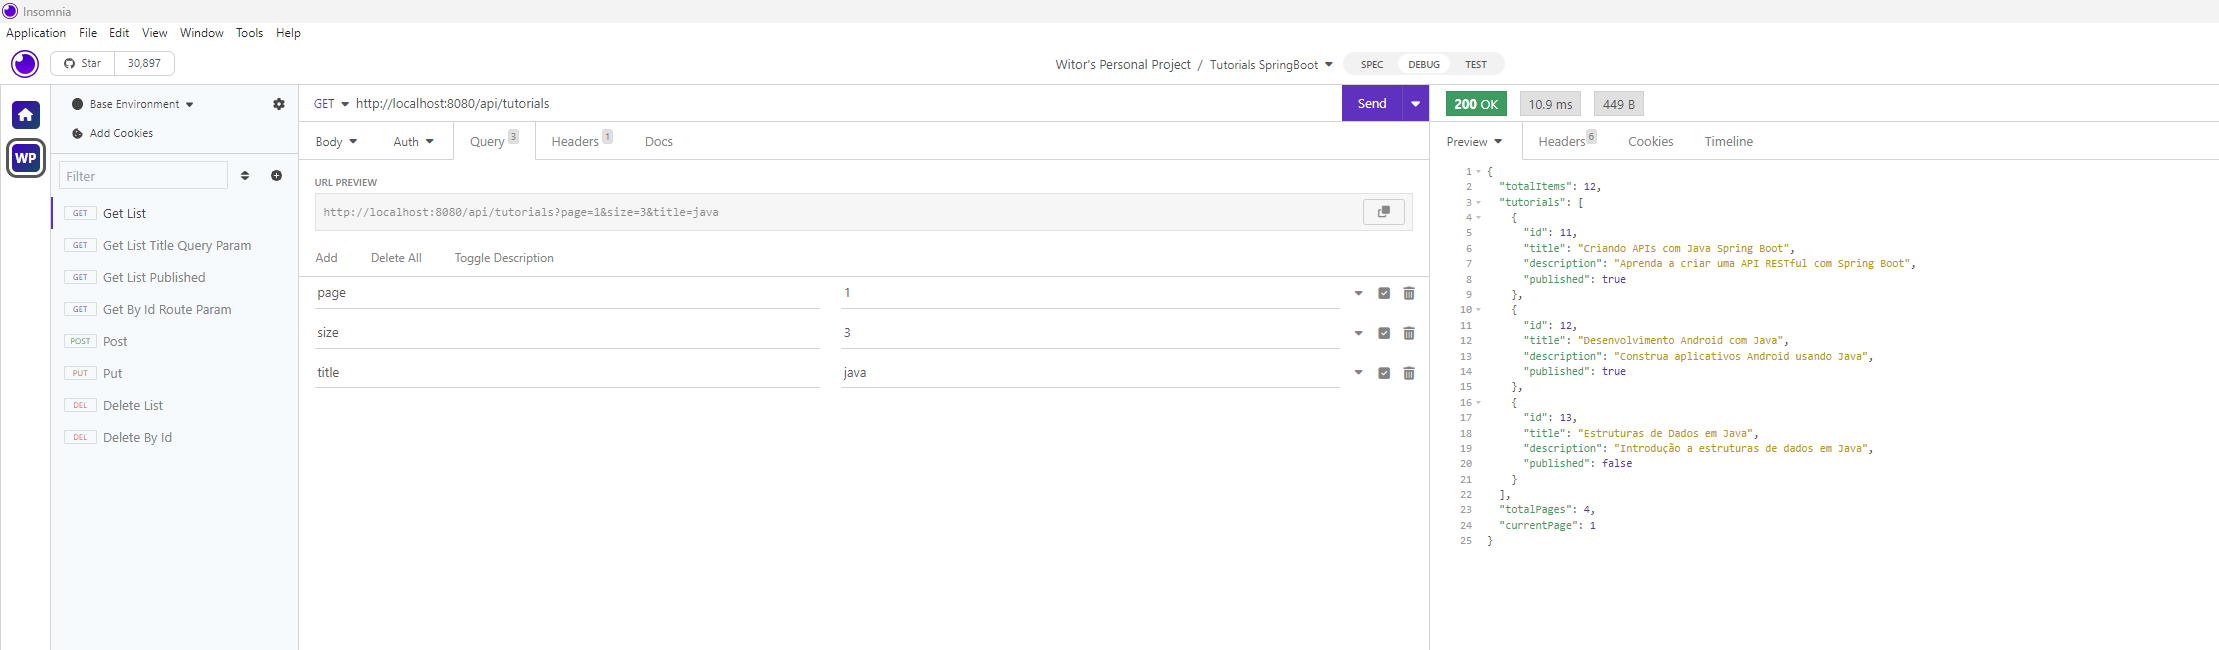 Insomnia
Application File Edit View Window Tools Help
Star 30,897
Witor's Personal Project / Tutorials SpringBoot
SPEC DEBUG TEST
WP
Base Environment
Add Cookies
Filter
GET Get List
GET Get List Title Query Param
GET Get List Published
GET Get By Id Route Param
POST Post
PUT Put
DEL Delete List
DEL Delete By Id
GET http://localhost:8080/api/tutorials Send
Body Auth Query 3 Headers 1 Docs
URL PREVIEW
http://localhost:8080/api/tutorials?page=1&size=3&title=java
Add Delete All Toggle Description
page 1
size 3
title java
200 OK 10.9 ms 449 B
Preview Headers 6 Cookies Timeline
1 {
2 "totalItems": 12,
3 "tutorials": [
4 {
5 "id": 11,
6 "title": "Criando APIs com Java Spring Boot",
7 "description": "Aprenda a criar uma API RESTful com Spring Boot",
8 "published": true
9 },
10 {
11 "id": 12,
12 "title": "Desenvolvimento Android com Java",
13 "description": "Construa aplicativos Android usando Java",
14 "published": true
15 },
16 {
17 "id": 13,
18 "title": "Estruturas de Dados em Java",
19 "description": "Introdução a estruturas de dados em Java",
20 "published": false
21 }
22 ],
23 "totalPages": 4,
24 "currentPage": 1
25 }